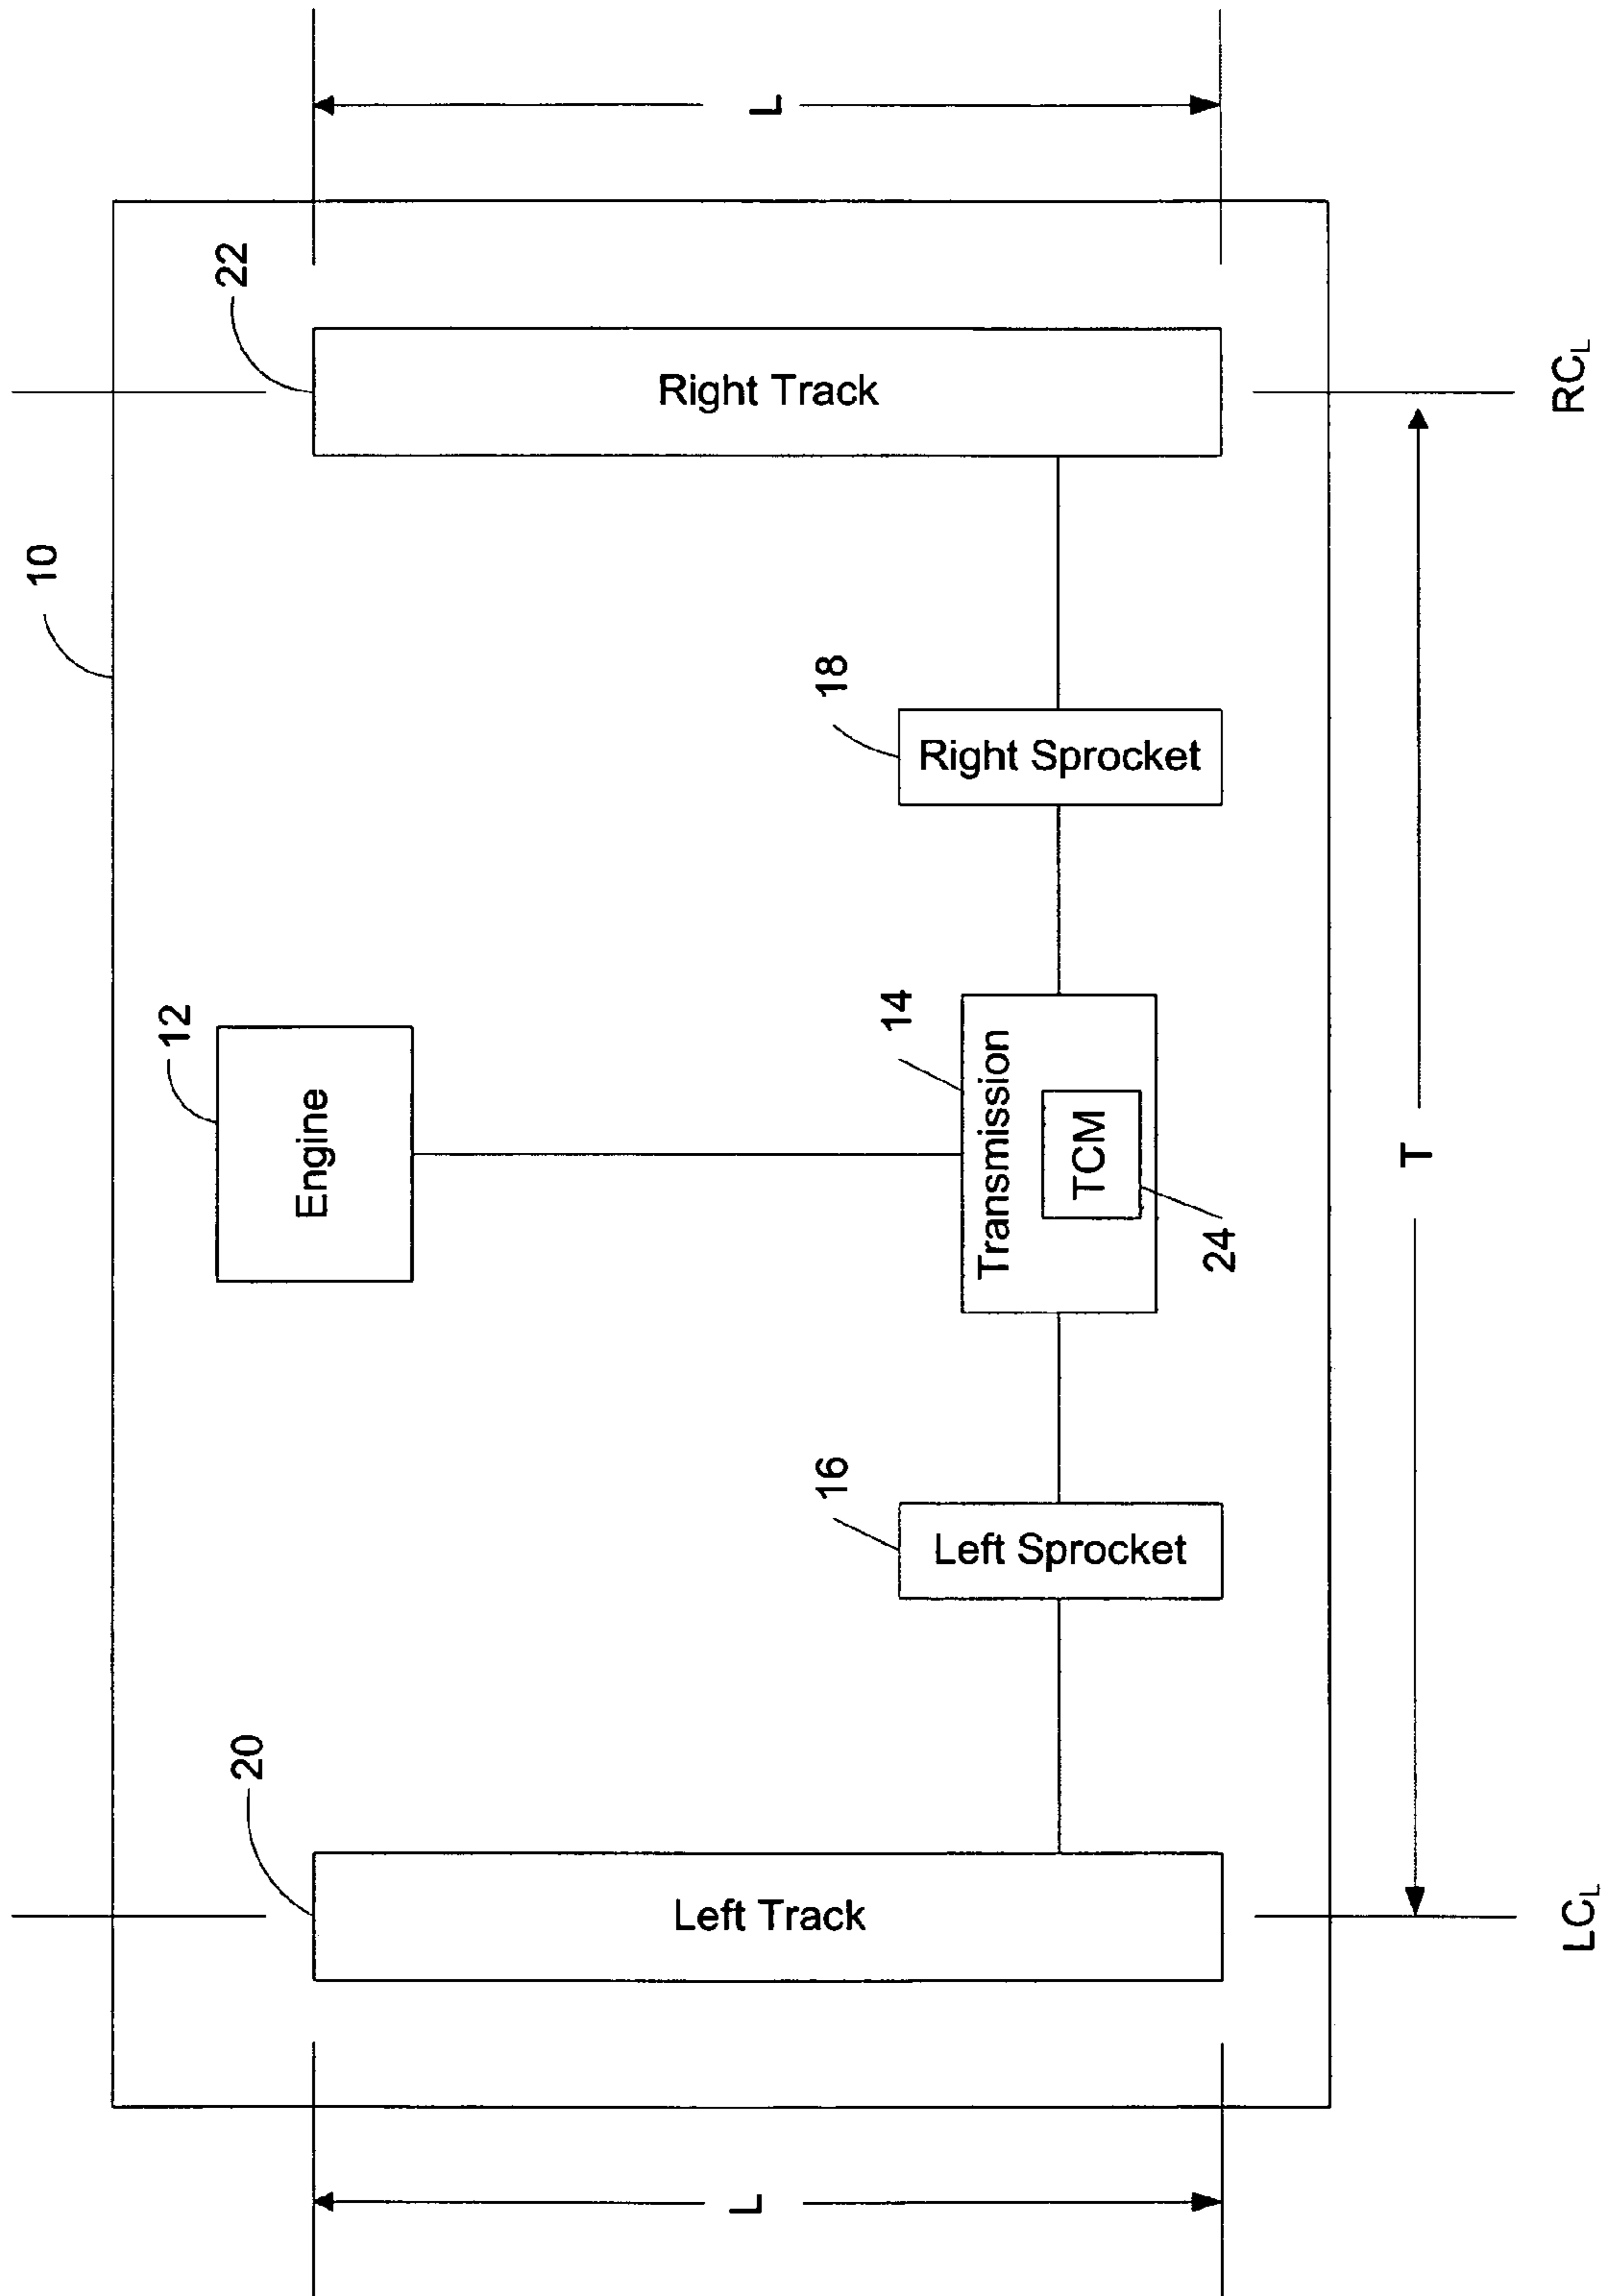 10
12
Engine
20
22
L
L
Left Track
Right Track
16
18
Left Sprocket
Right Sprocket
14
Transmission
TCM
24
T
LCL
RCL